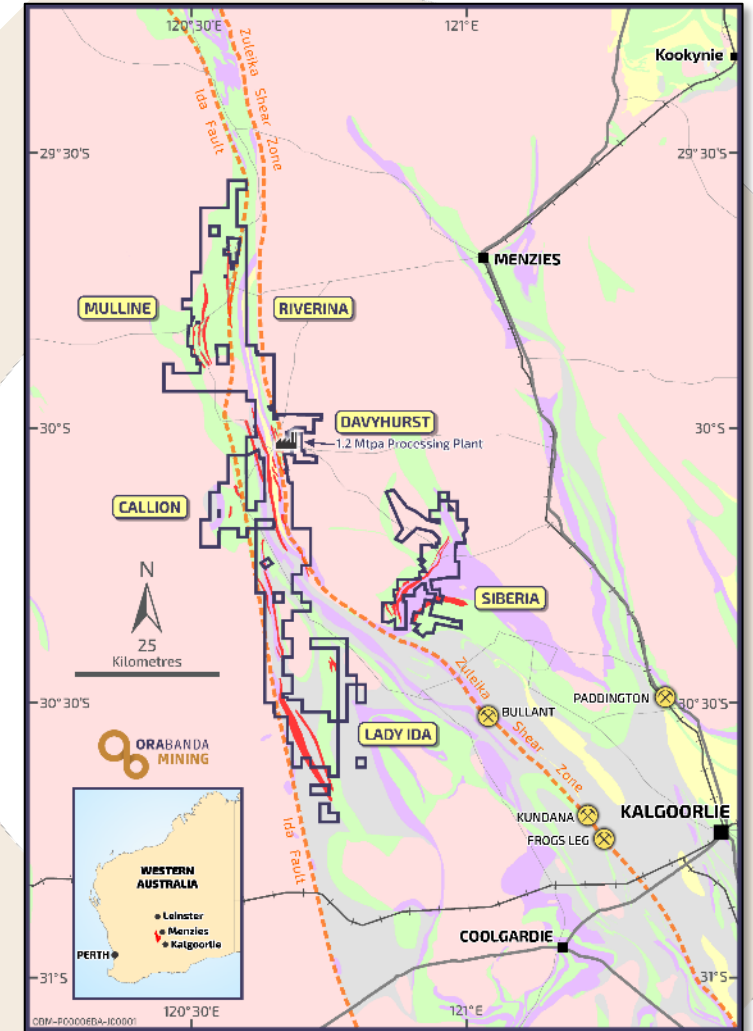 120°30'E
121°E
Kookynie
Zuleika Shear Zone
Ida Fault
29°30'S
MENZIES
MULLINE
RIVERINA
30°S
30°S
DAVYHURST
1.2 Mtpa Processing Plant
CALLION
N
25
Kilometres
SIBERIA
Zuleika Shear Zone
PADDINGTON
30°30'S
30°30'S
BULLANT
LADY IDA
ORABANDA
MINING
KUNDANA
KALGOORLIE
FROGS LEG
Ida Fault
WESTERN
AUSTRALIA
Leinster
Menzies
Kalgoorlie
PERTH
COOLGARDIE
31°S
31°S
120°30'E
121°E
OBM-P00006BA-J00001